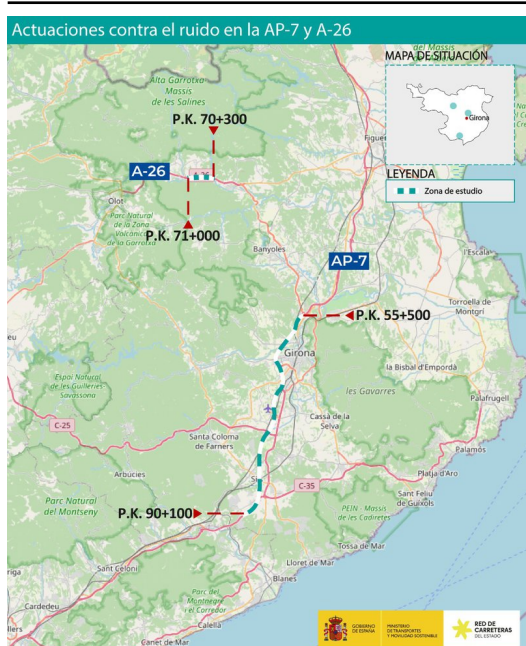 Actuaciones contra el ruido en la AP-7 y A-26
MAPA DE SITUACIÓN
Girona
LEYENDA
Zona de estudio
Alta Garrotxa
Massis
de les Salines
P.K. 70+300
A-26
A-26
Olot
Parc Natural
de la Zona
Volcànica
de la Garrotxa
P.K. 71+000
Banyoles
AP-7
l'Escala
P.K. 55+500
Torroella de
Montgrí
Girona
la Bisbal d'Empordà
Espai Natural
de les Guilleries
Savassona
les Gavarres
Palafrugell
C-25
Cassà de la
Selva
Santa Coloma
de Farners
Palamós
Arbúcies
C-35
Platja d'Aro
Parc Natural
del Montseny
P.K. 90+100
Sant Feliu
de Guíxols
PEIN - Massis
de les Cadiretes
Tossa de Mar
Sant Celoni
Lloret de Mar
Blanes
Cardedeu
Parc del
Montnegre
i el Corredor
Calella
Canet de Mar
GOBIERNO
DE ESPAÑA
MINISTERIO
DE TRANSPORTES
Y MOVILIDAD SOSTENIBLE
RED DE
CARRETERAS
DEL ESTADO